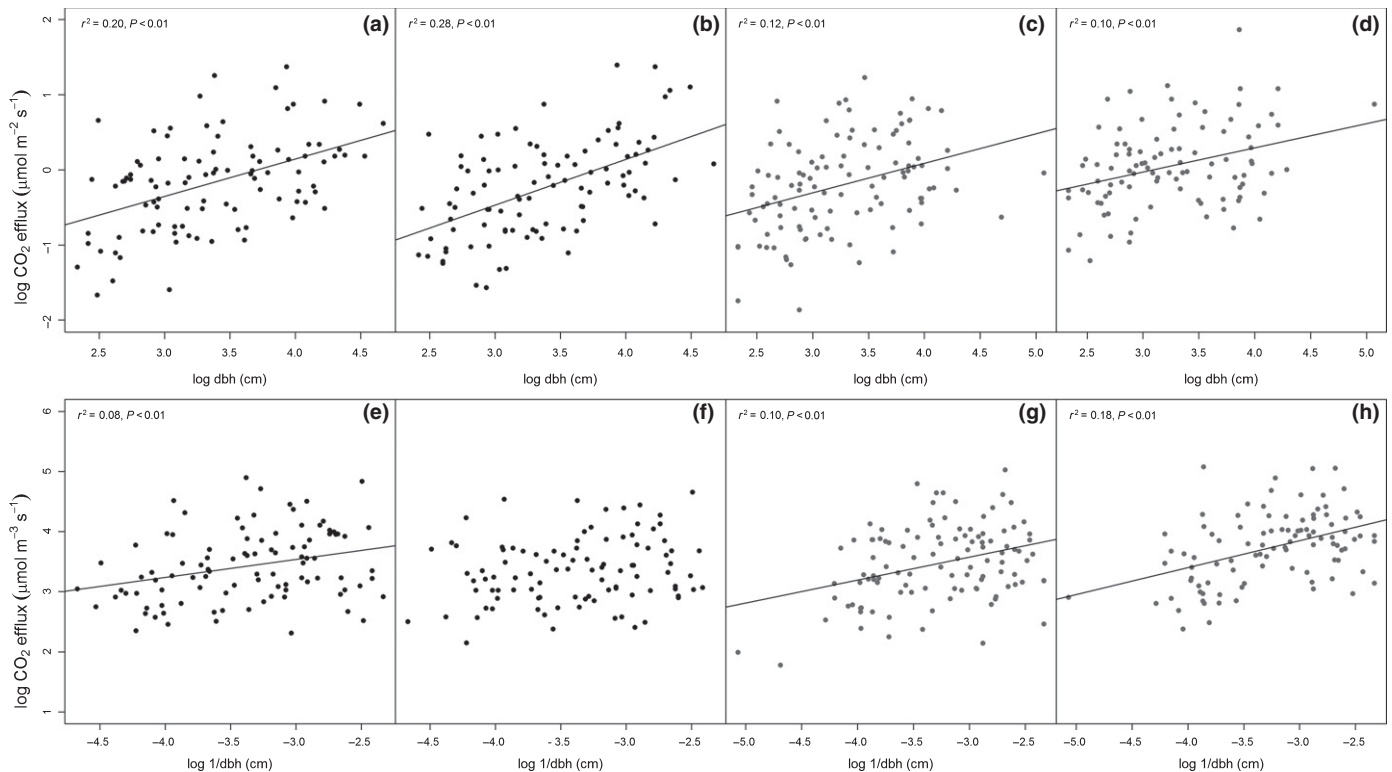 r² = 0.20, P < 0.01 (a) r² = 0.28, P < 0.01 (b) r² = 0.12, P < 0.01 (c) r² = 0.10, P < 0.01 (d)
log CO₂ efflux (μmol m⁻² s⁻¹)
2
1
0
−1
−2
2.5 3.0 3.5 4.0 4.5 2.5 3.0 3.5 4.0 4.5 2.5 3.0 3.5 4.0 4.5 5.0 2.5 3.0 3.5 4.0 4.5 5.0
log dbh (cm) log dbh (cm) log dbh (cm) log dbh (cm)
r² = 0.08, P < 0.01 (e) (f) r² = 0.10, P < 0.01 (g) r² = 0.18, P < 0.01 (h)
log CO₂ efflux (μmol m⁻³ s⁻¹)
6
5
4
3
2
1
−4.5 −4.0 −3.5 −3.0 −2.5 −4.5 −4.0 - 3.5 −3.0 −2.5 −5.0 −4.5 −4.0 −3.5 −3.0 −2.5 −5.0 −4.5 −4.0 −3.5 −3.0 −2.5
log 1/dbh (cm) log 1/dbh (cm) log 1/dbh (cm) log 1/dbh (cm)